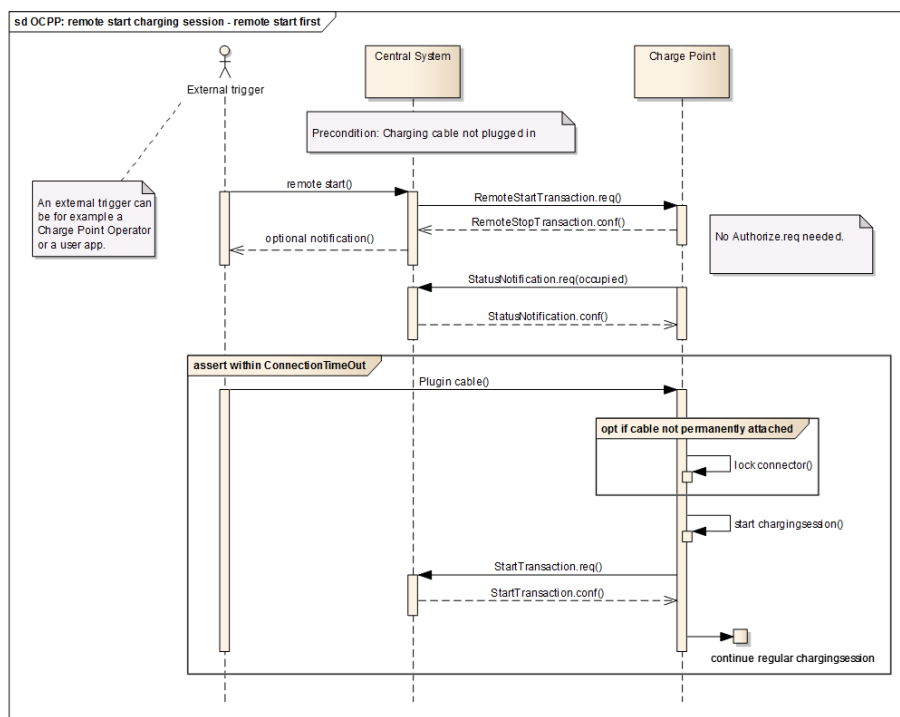 sd OCPP: remote start charging session - remote start first
External trigger
Central System
Charge Point
Precondition: Charging cable not plugged in
An external trigger can
be for example a
Charge Point Operator
or a user app.
remote start()
RemoteStartTransaction.req()
RemoteStopTransaction.conf()
optional notification()
No Authorize.req needed.
StatusNotification.req(occupied)
StatusNotification.conf()
assert within ConnectionTimeOut
Plugin cable()
opt if cable not permanently attached
lock connector()
start chargingsession()
StartTransaction.req()
StartTransaction.conf()
continue regular chargingsession